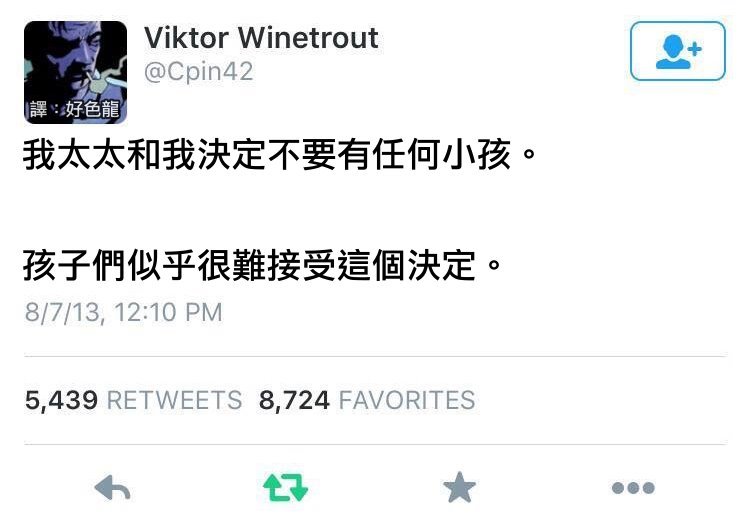 Viktor Winetrout
@Cpin42
譯：好色龍
我太太和我決定不要有任何小孩。
孩子們似乎很難接受這個決定。
8/7/13, 12:10 PM
5,439 RETWEETS 8,724 FAVORITES